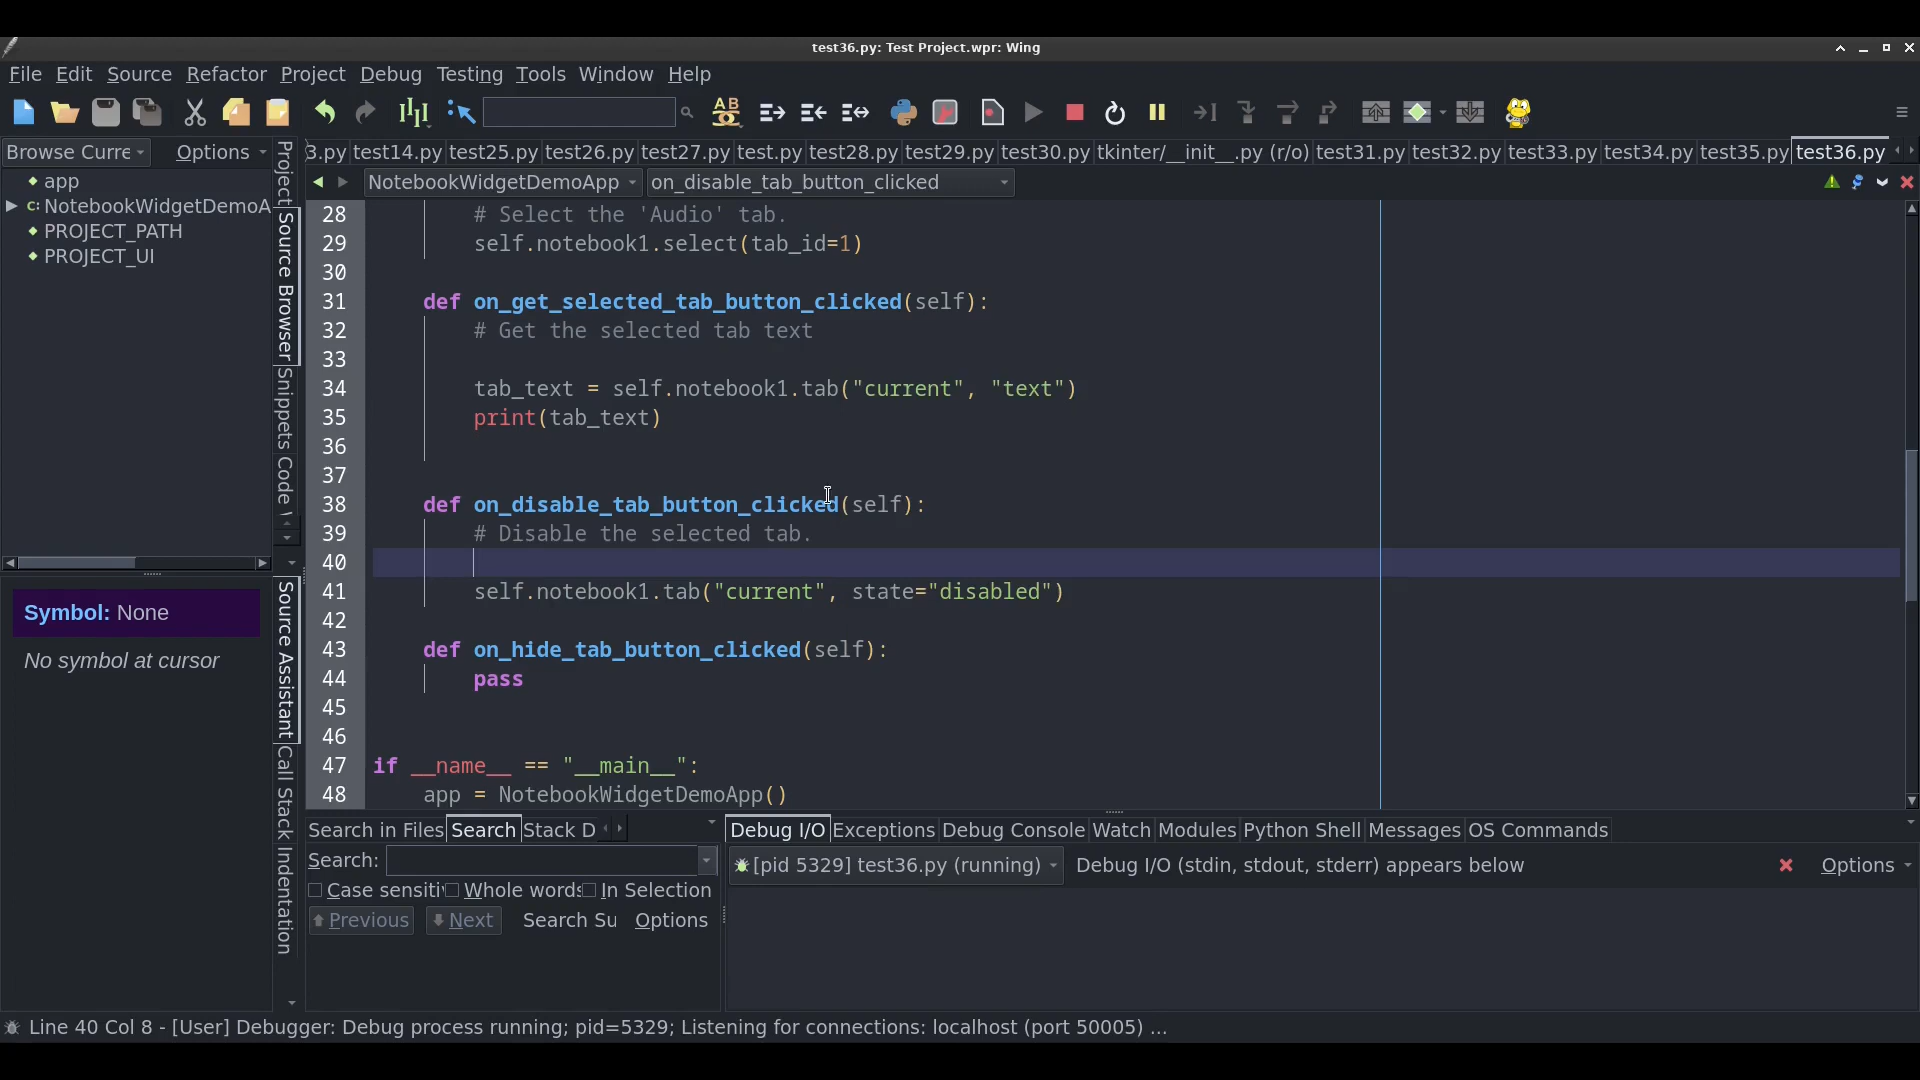 test36.py: Test Project.wpr: Wing
File Edit Source Refactor Project Debug Testing Tools Window Help
Browse Curre Options
app
NotebookWidgetDemoA
PROJECT_PATH
PROJECT_UI
Project
Source Browser
Snippets
Code
Symbol: None
No symbol at cursor
Source Assistant
Call Stack
Indentation
3.py test14.py test25.py test26.py test27.py test.py test28.py test29.py test30.py tkinter/__init__.py (r/o) test31.py test32.py test33.py test34.py test35.py test36.py
NotebookWidgetDemoApp on_disable_tab_button_clicked
28 # Select the 'Audio' tab.
29 self.notebook1.select(tab_id=1)
30
31 def on_get_selected_tab_button_clicked(self):
32 # Get the selected tab text
33
34 tab_text = self.notebook1.tab("current", "text")
35 print(tab_text)
36
37
38 def on_disable_tab_button_clicked(self):
39 # Disable the selected tab.
40
41 self.notebook1.tab("current", state="disabled")
42
43 def on_hide_tab_button_clicked(self):
44 pass
45
46
47 if __name__ == "__main__":
48 app = NotebookWidgetDemoApp()
Search in Files Search Stack D
Search:
Case sensitiv Whole words In Selection
Previous Next Search Su Options
Debug I/O Exceptions Debug Console Watch Modules Python Shell Messages OS Commands
[pid 5329] test36.py (running) Debug I/O (stdin, stdout, stderr) appears below Options
Line 40 Col 8 - [User] Debugger: Debug process running; pid=5329; Listening for connections: localhost (port 50005) ...